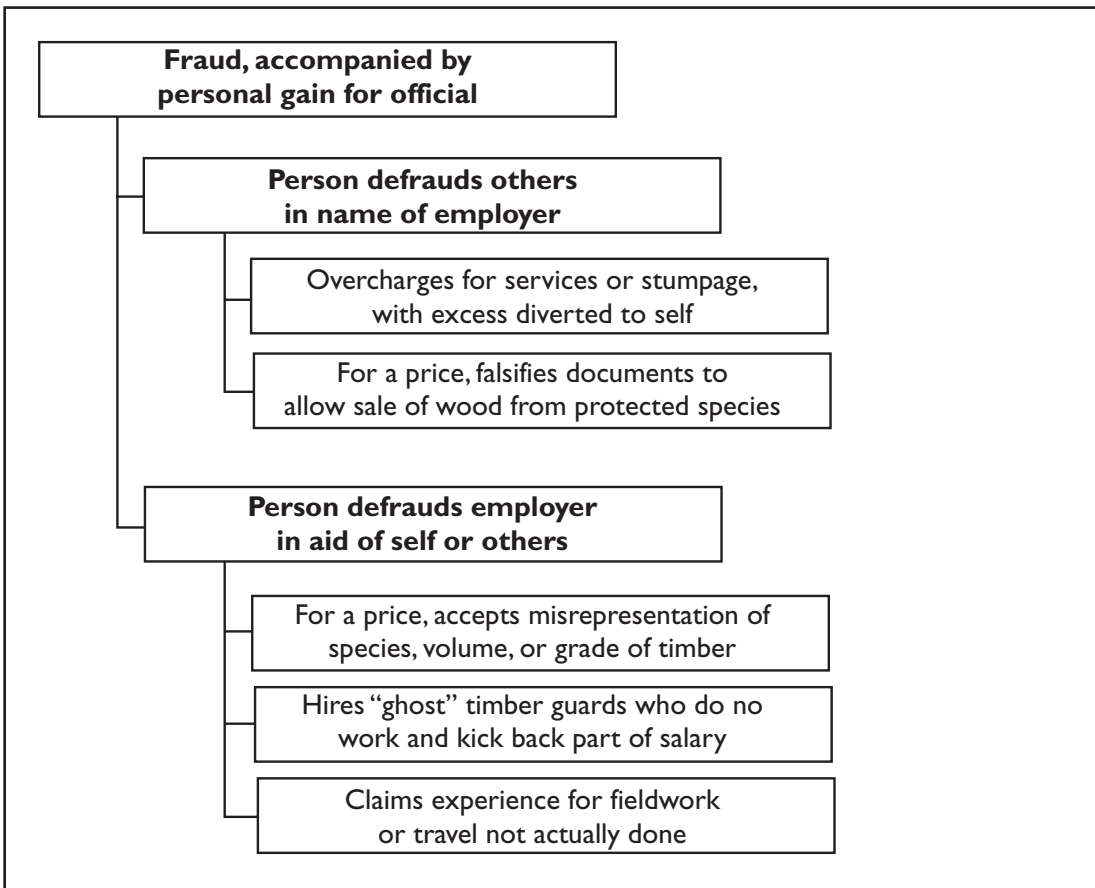 Fraud, accompanied by
personal gain for official
Person defrauds others
in name of employer
Overcharges for services or stumpage,
with excess diverted to self
For a price, falsifies documents to
allow sale of wood from protected species
Person defrauds employer
in aid of self or others
For a price, accepts misrepresentation of
species, volume, or grade of timber
Hires “ghost” timber guards who do no
work and kick back part of salary
Claims experience for fieldwork
or travel not actually done